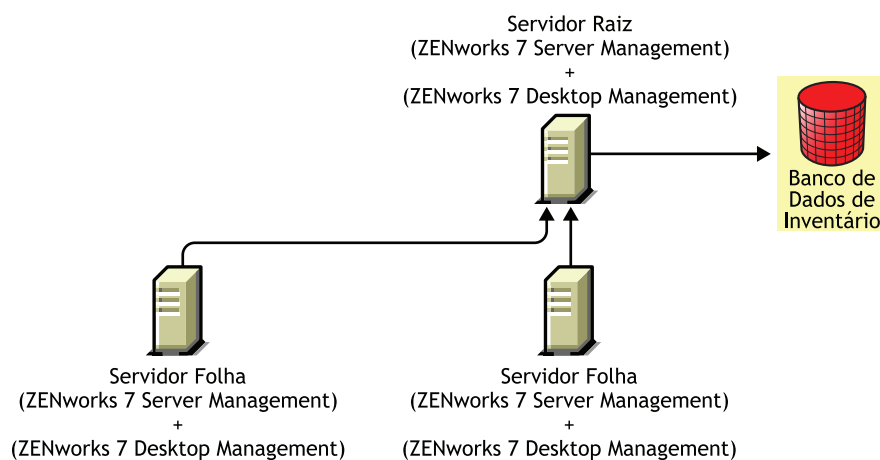 Servidor Raiz
(ZENworks 7 Server Management)
+
(ZENworks 7 Desktop Management)
Banco de
Dados de
Inventário
Servidor Folha
(ZENworks 7 Server Management)
+
(ZENworks 7 Desktop Management)
Servidor Folha
(ZENworks 7 Server Management)
+
(ZENworks 7 Desktop Management)